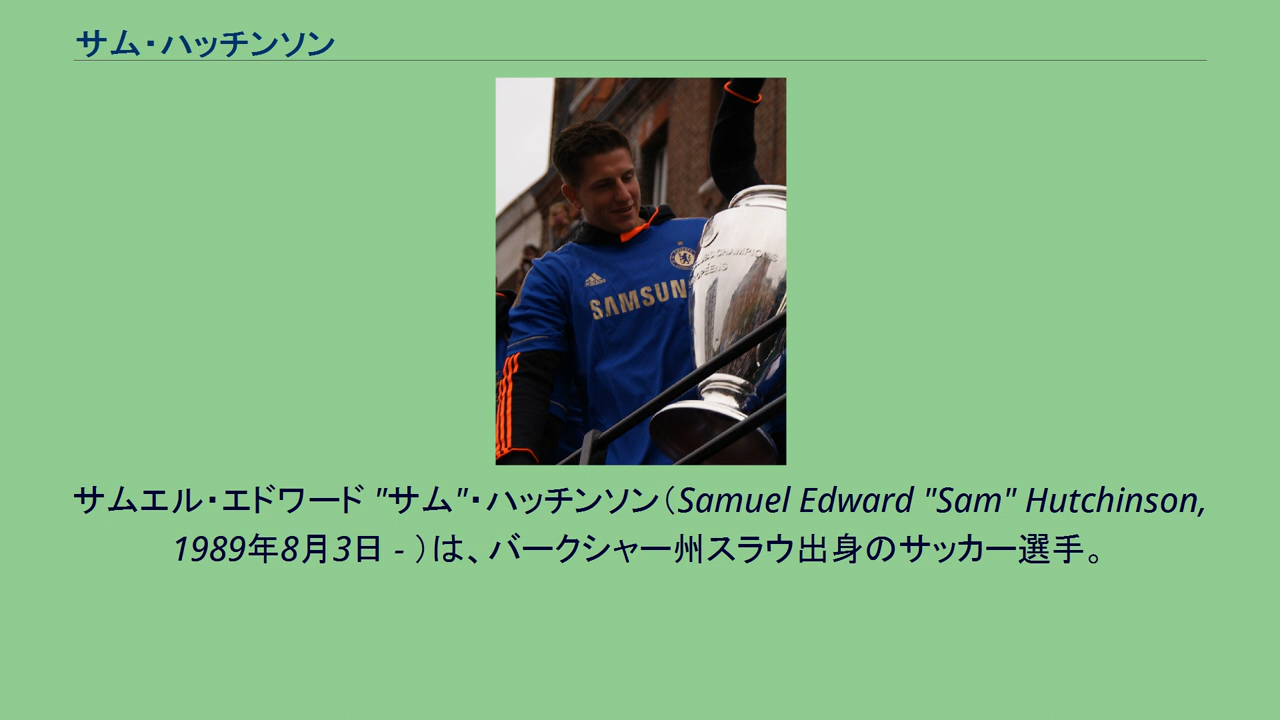 サム・ハッチンソン
SAMSUN
サムエル・エドワード "サム"・ハッチンソン（Samuel Edward "Sam" Hutchinson,
1989年8月3日 - ）は、バークシャー州スラウ出身のサッカー選手。